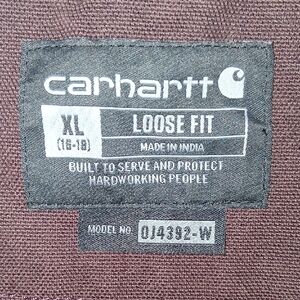 carhartt
XL LOOSE FIT
(16-18) MADE IN INDIA
BUILT TO SERVE AND PROTECT
HARDWORKING PEOPLE
MODEL NO. OJ4392-W